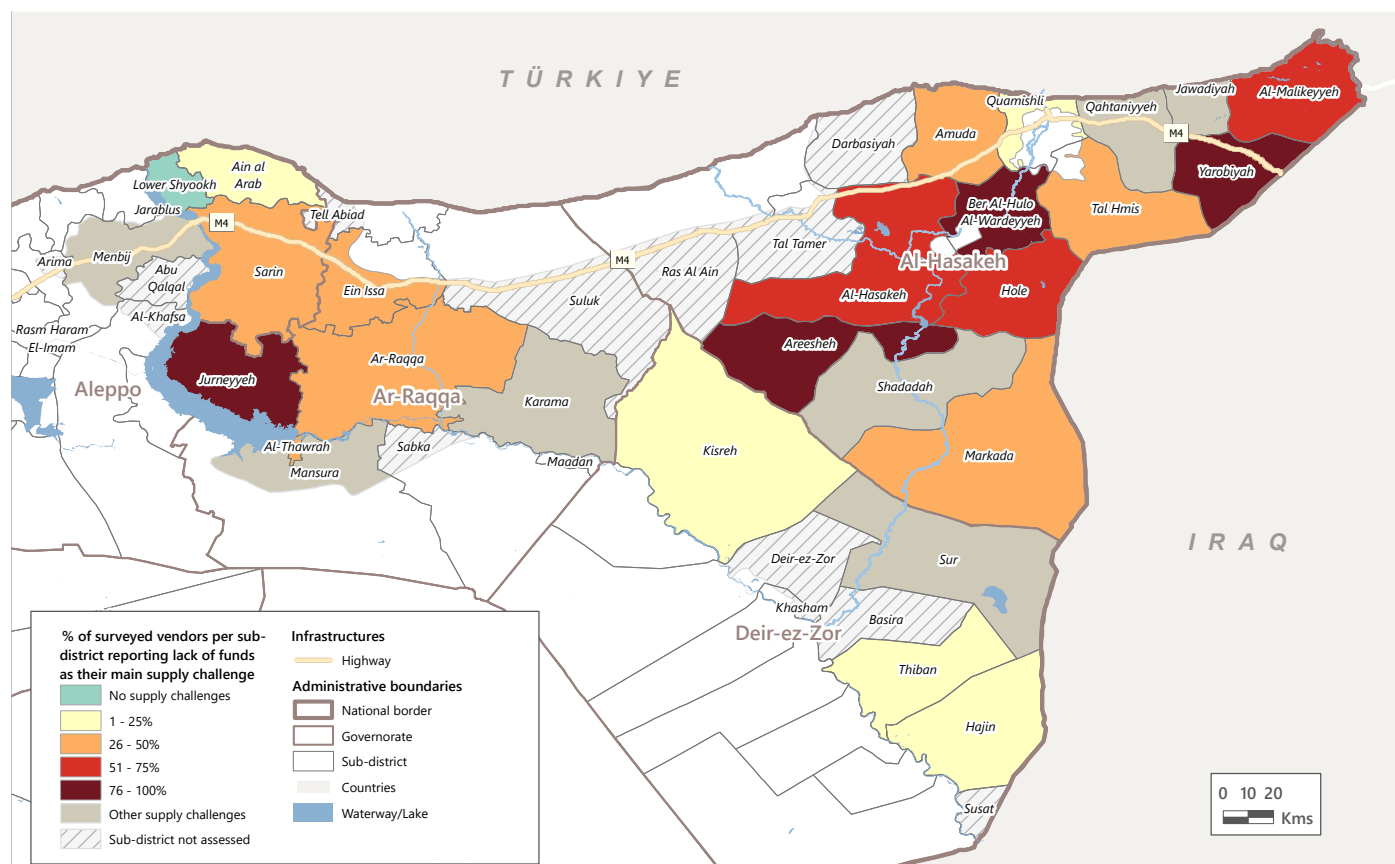 TÜRKİYE
Jawadiyah
Al-Malikeyyeh
Quamishli
Qahtaniyyeh
M4
Amuda
Darbasiyah
Yarobiyah
Ain al
Arab
Lower Shyookh
Ber Al-Hulo
Al-Wardeyyeh
Tal Hmis
Jarablus
Tell Abiad
M4
Tal Tamer
Menbij
Arima
M4
Al-Hasakeh
Abu
Qalqal
Sarin
Ras Al Ain
Ein Issa
Suluk
Al-Hasakeh
Hole
Al-Khafsa
Rasm Haram
El-Imam
Areesheh
Ar-Raqqa
Jurneyyeh
Aleppo
Ar-Raqqa
Karama
Shadadah
Al-Thawrah
Sabka
Kisreh
Markada
Mansura
Maadan
IRAQ
Deir-ez-Zor
Sur
Khasham
Basira
Deir-ez-Zor
Thiban
Hajin
Susat
% of surveyed vendors per sub-
district reporting lack of funds
as their main supply challenge
No supply challenges
1 - 25%
26 - 50%
51 - 75%
76 - 100%
Other supply challenges
Sub-district not assessed
Infrastructures
Highway
Administrative boundaries
National border
Governorate
Sub-district
Countries
Waterway/Lake
0 10 20
Kms